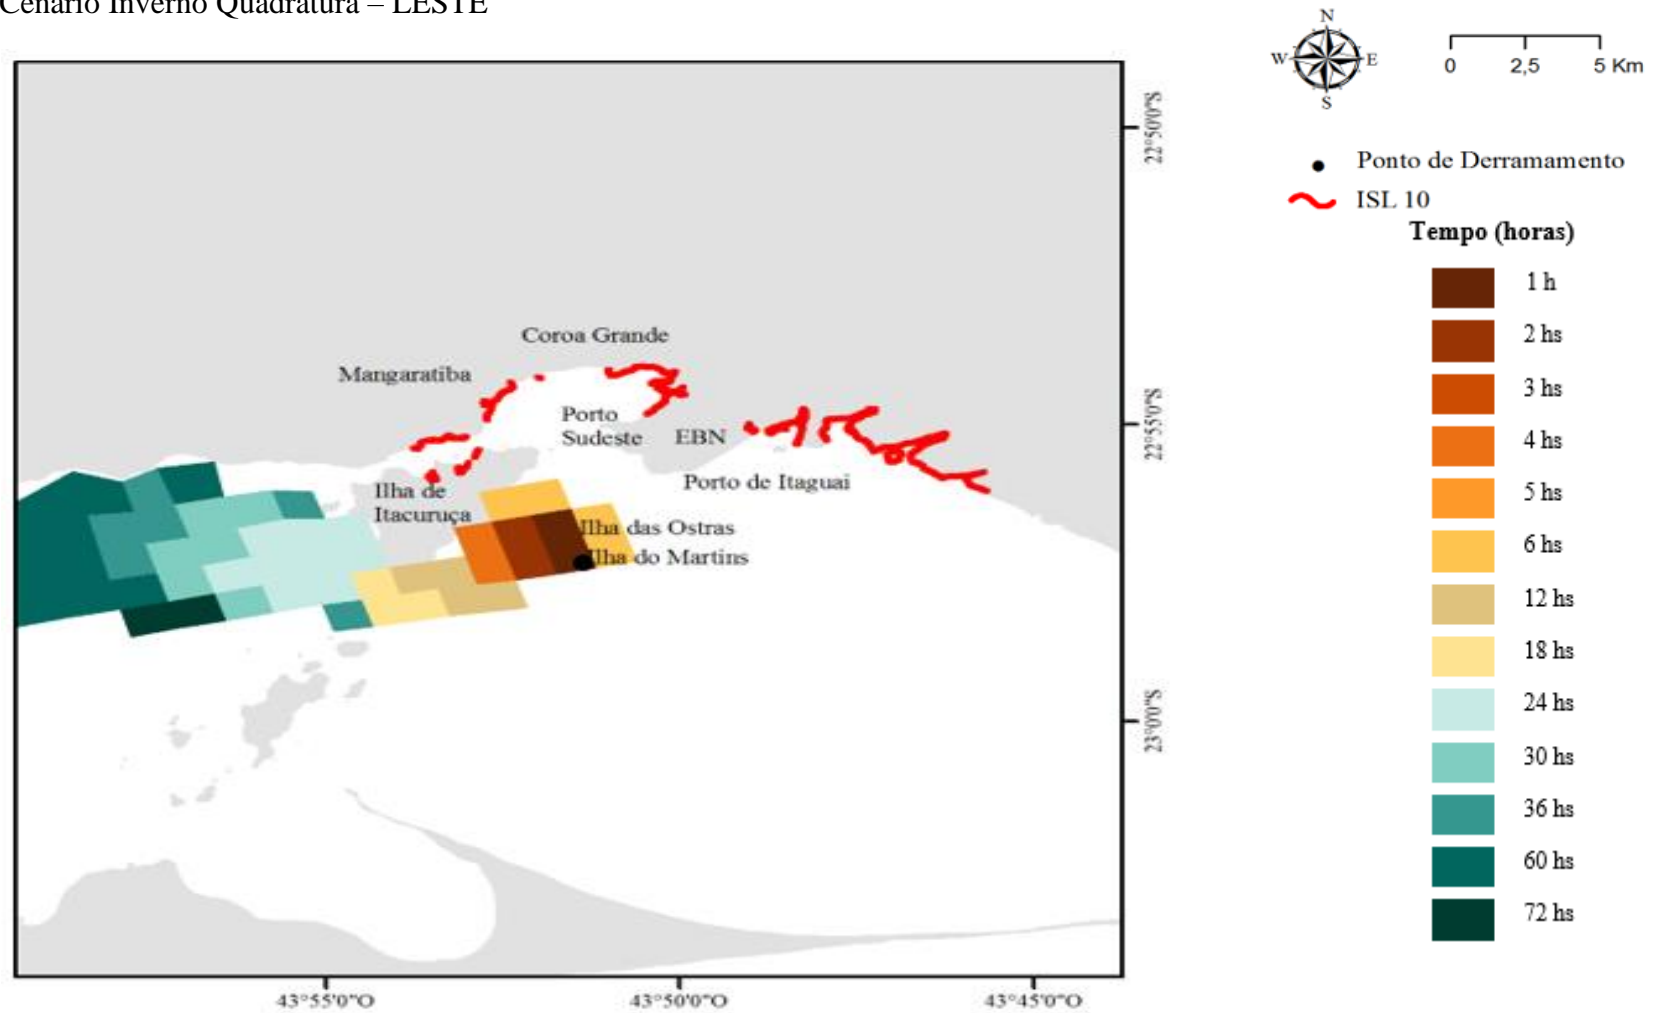 Cenário Inverno Quadratura – LESTE
N
W
E
S
0
2,5
5 Km
Ponto de Derramamento
ISL 10
Tempo (horas)
1 h
2 hs
3 hs
4 hs
5 hs
6 hs
12 hs
18 hs
24 hs
30 hs
36 hs
60 hs
72 hs
Coroa Grande
Mangaratiba
Porto
Sudeste
EBN
Porto de Itaguai
Ilha de
Itacuruça
Ilha das Ostras
Ilha do Martins
22°50'0"S
22°55'0"S
23°0'0"S
43°55'0"O
43°50'0"O
43°45'0"O